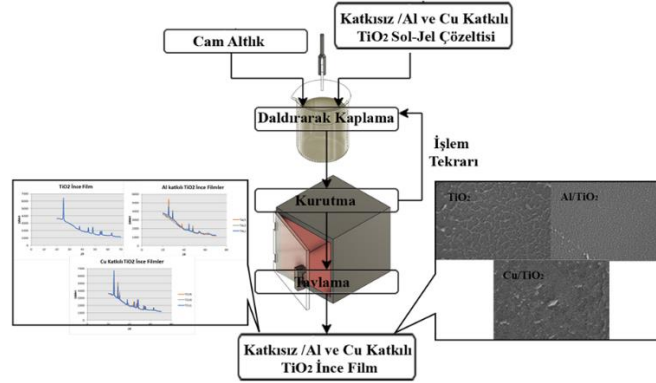 Katkısız /Al ve Cu Katkılı
TiO2 Sol-Jel Çözeltisi
Cam Altlık
Daldırarak Kaplama
İşlem
Tekrarı
Kurutma
Tavlama
TiO2 İnce Film
Al katkılı TiO2 İnce Filmler
Cu Katkılı TiO2 İnce Filmler
TiO2
Al/TiO2
Cu/TiO2
Katkısız /Al ve Cu Katkılı
TiO2 İnce Film